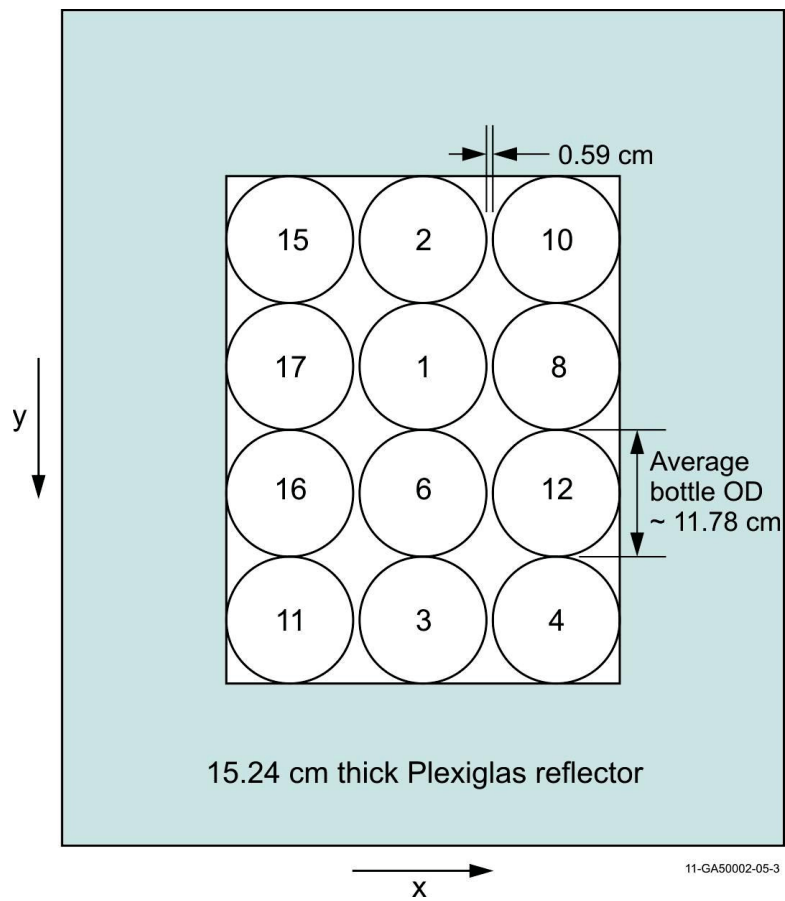 0.59 cm
15 2 10
17 1 8
y
16 6 12
Average
bottle OD
~ 11.78 cm
11 3 4
15.24 cm thick Plexiglas reflector
x
11-GA50002-05-3